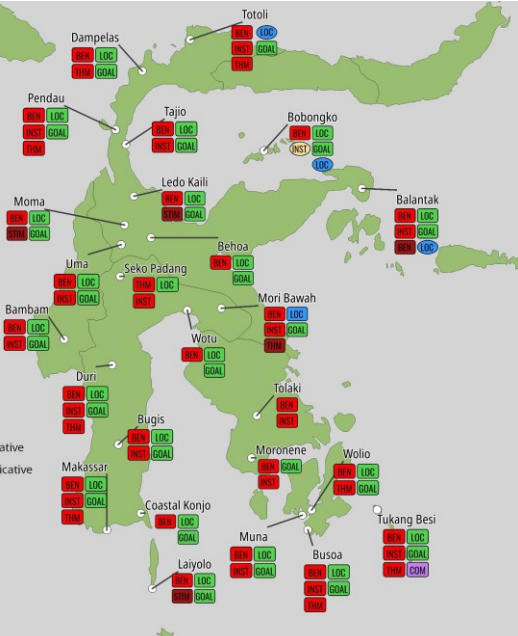 Totoli
BEN LOC
INST GOAL
THM
Dampelas
BEN LOC
THM GOAL
Pendau
BEN LOC
INST GOAL
THM
Tajio
BEN LOC
INST GOAL
Bobongko
BEN LOC
INST GOAL
LOC
Ledo Kaili
BEN LOC
STIM GOAL
Balantak
BEN LOC
INST GOAL
BEN LOC
Moma
BEN LOC
STIM GOAL
Behoa
BEN LOC
GOAL
Uma
BEN LOC
INST GOAL
Seko Padang
THM LOC
INST
Mori Bawah
BEN LOC
INST GOAL
THM
Bambam
BEN LOC
INST GOAL
Wotu
BEN LOC
GOAL
Duri
BEN LOC
INST GOAL
THM
Tolaki
BEN
INST
Bugis
BEN LOC
INST GOAL
ative
icative
Moronene
BEN GOAL
INST
Wolio
BEN LOC
THM GOAL
Makassar
BEN LOC
INST GOAL
THM
Coastal Konjo
BEN LOC
GOAL
Tukang Besi
BEN LOC
INST GOAL
THM COM
Muna
BEN LOC
INST GOAL
Busoa
BEN LOC
INST GOAL
THM
Laiyolo
BEN LOC
STIM GOAL